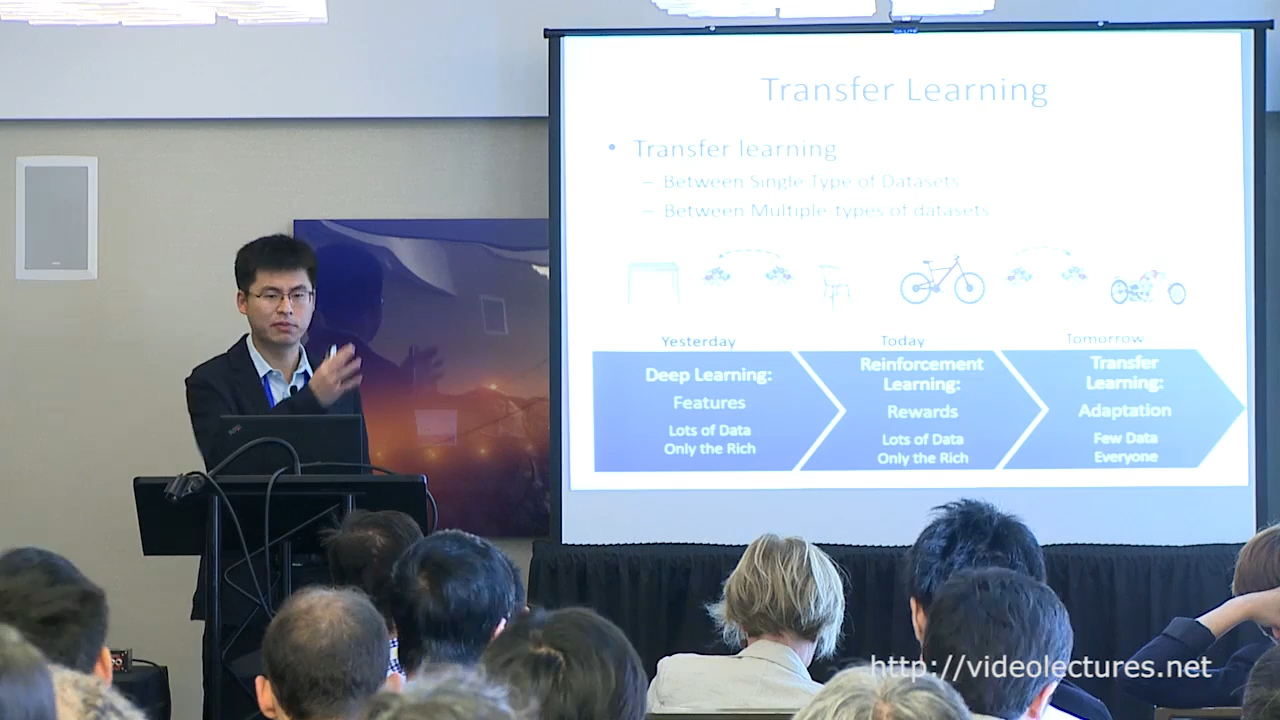 Transfer Learning
• Transfer learning
– Between Single Type of Datasets
– Between Multiple types of datasets
Yesterday
Today
Tomorrow
Deep Learning:
Features
Lots of Data
Only the Rich
Reinforcement
Learning:
Rewards
Lots of Data
Only the Rich
Transfer
Learning:
Adaptation
Few Data
Everyone
http://videolectures.net